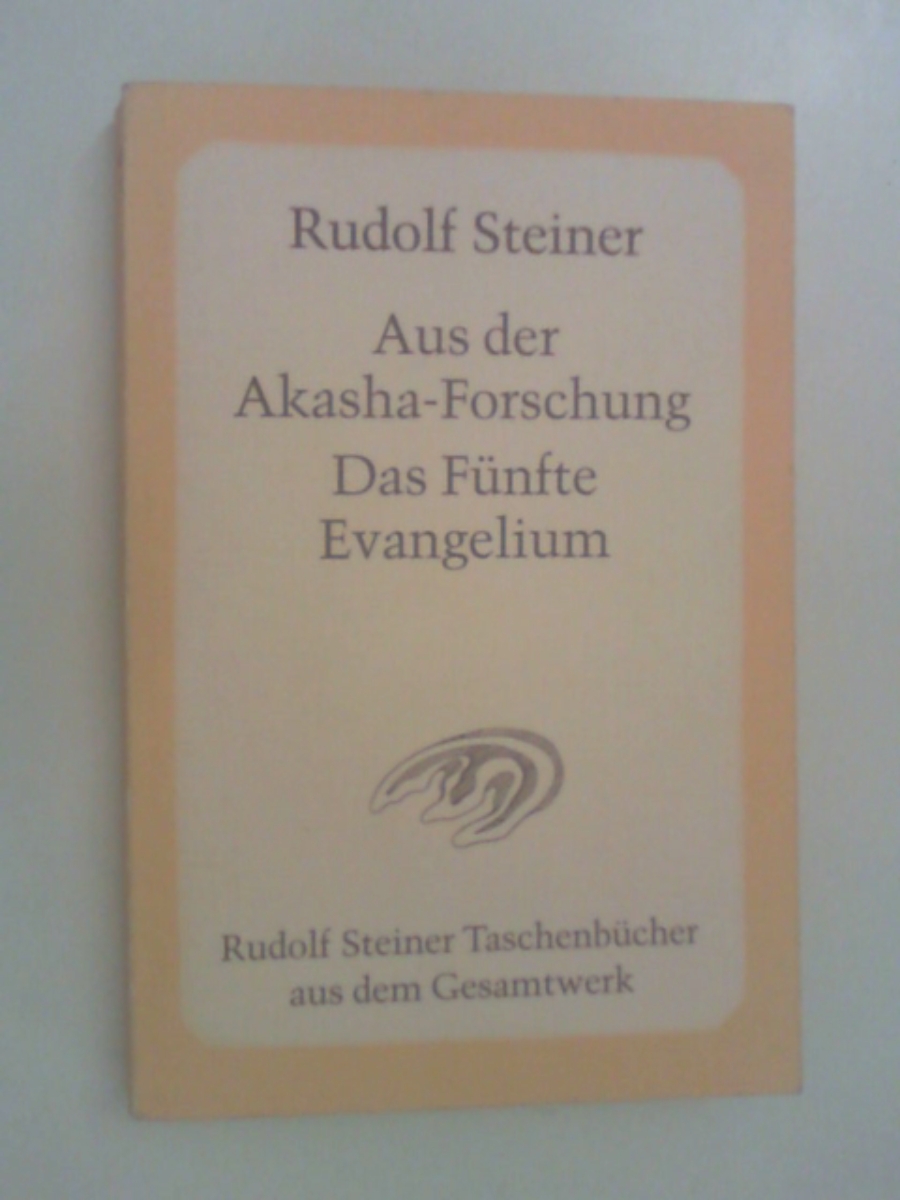 Rudolf Steiner
Aus der
Akasha-Forschung
Das Fünfte
Evangelium
Rudolf Steiner Taschenbücher
aus dem Gesamtwerk